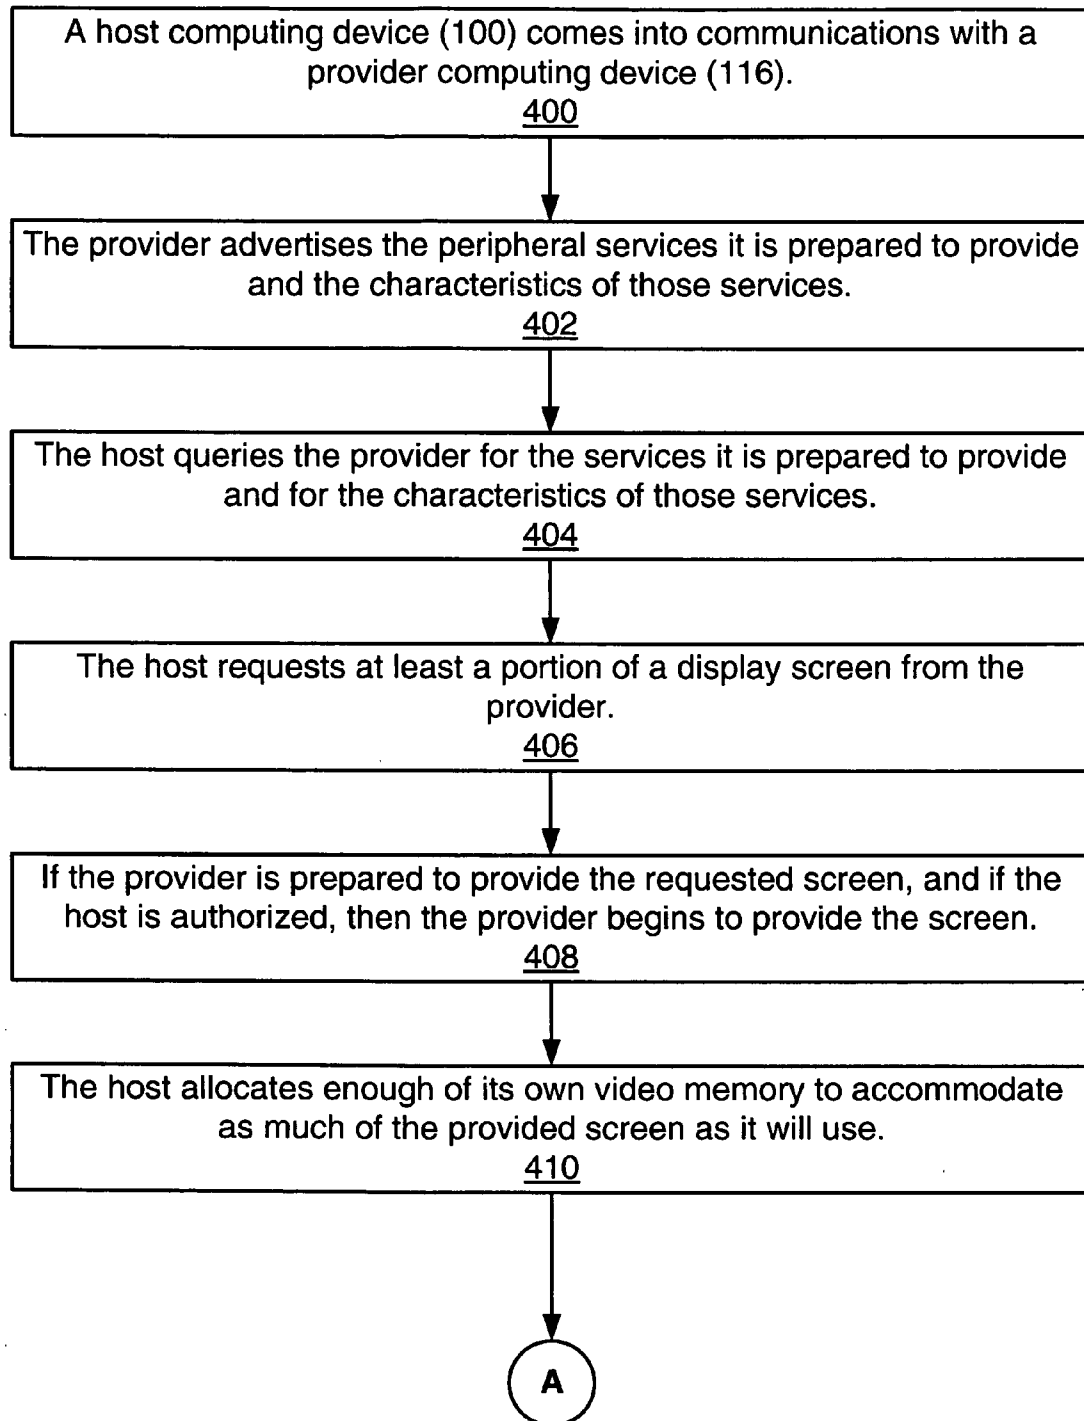 A host computing device (100) comes into communications with a
provider computing device (116).
400
The provider advertises the peripheral services it is prepared to provide
and the characteristics of those services.
402
The host queries the provider for the services it is prepared to provide
and for the characteristics of those services.
404
The host requests at least a portion of a display screen from the
provider.
406
If the provider is prepared to provide the requested screen, and if the
host is authorized, then the provider begins to provide the screen.
408
The host allocates enough of its own video memory to accommodate
as much of the provided screen as it will use.
410
A